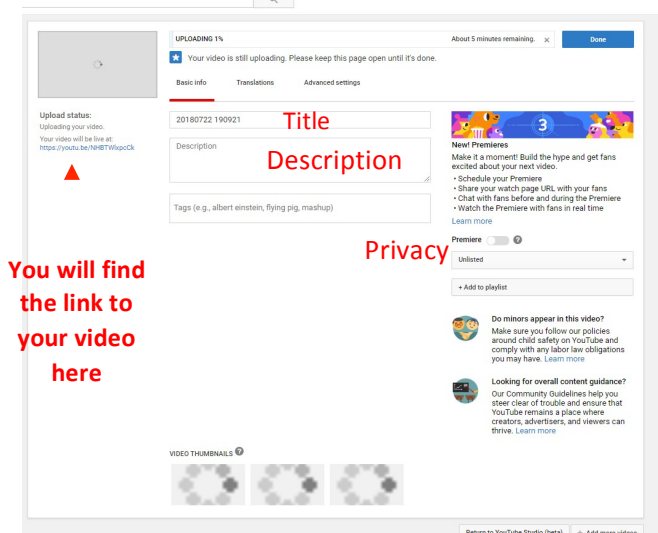 UPLOADING 1%
About 5 minutes remaining. ×
Done
Your video is still uploading. Please keep this page open until it's done.
Basic info Translations Advanced settings
Upload status:
Uploading your video.
Your video will be live at:
https://youtu.be/NHBTWlxpcCk
You will find
the link to
your video
here
20180722 190921
Title
Description
Description
Tags (e.g., albert einstein, flying pig, mashup)
Privacy
3
New! Premieres
Make it a moment! Build the hype and get fans
excited about your next video.
• Schedule your Premiere
• Share your watch page URL with your fans
• Chat with fans before and during the Premiere
• Watch the Premiere with fans in real time
Learn more
Premiere ?
Unlisted
+ Add to playlist
Do minors appear in this video?
Make sure you follow our policies
around child safety on YouTube and
comply with any labor law obligations
you may have. Learn more
Looking for overall content guidance?
Our Community Guidelines help you
steer clear of trouble and ensure that
YouTube remains a place where
creators, advertisers, and viewers can
thrive. Learn more
VIDEO THUMBNAILS ?
Return to YouTube Studio (beta) + Add more videos